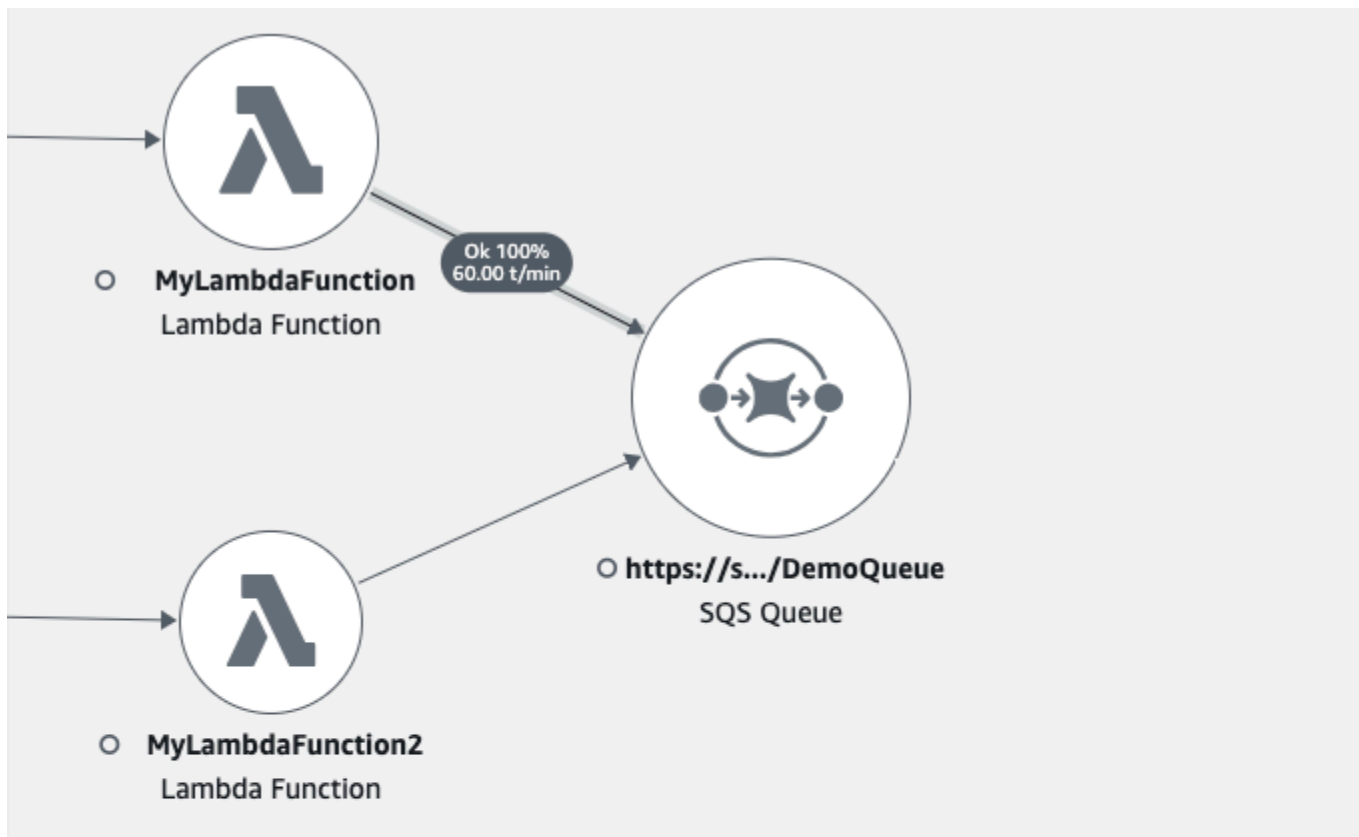 Ok 100%
60.00 t/min
MyLambdaFunction
Lambda Function
https://s.../DemoQueue
SQS Queue
MyLambdaFunction2
Lambda Function